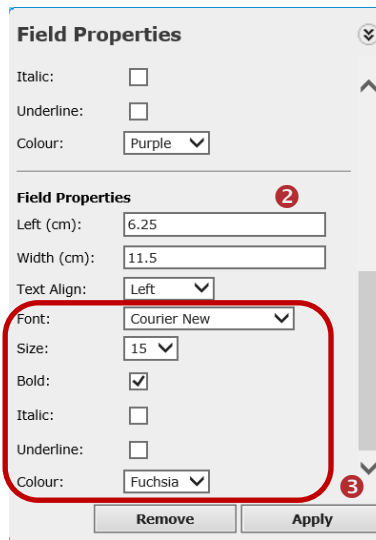 Field Properties
Italic:
Underline:
Colour: Purple
Field Properties 2
Left (cm): 6.25
Width (cm): 11.5
Text Align: Left
Font: Courier New
Size: 15
Bold:
Italic:
Underline:
Colour: Fuchsia 3
Remove Apply